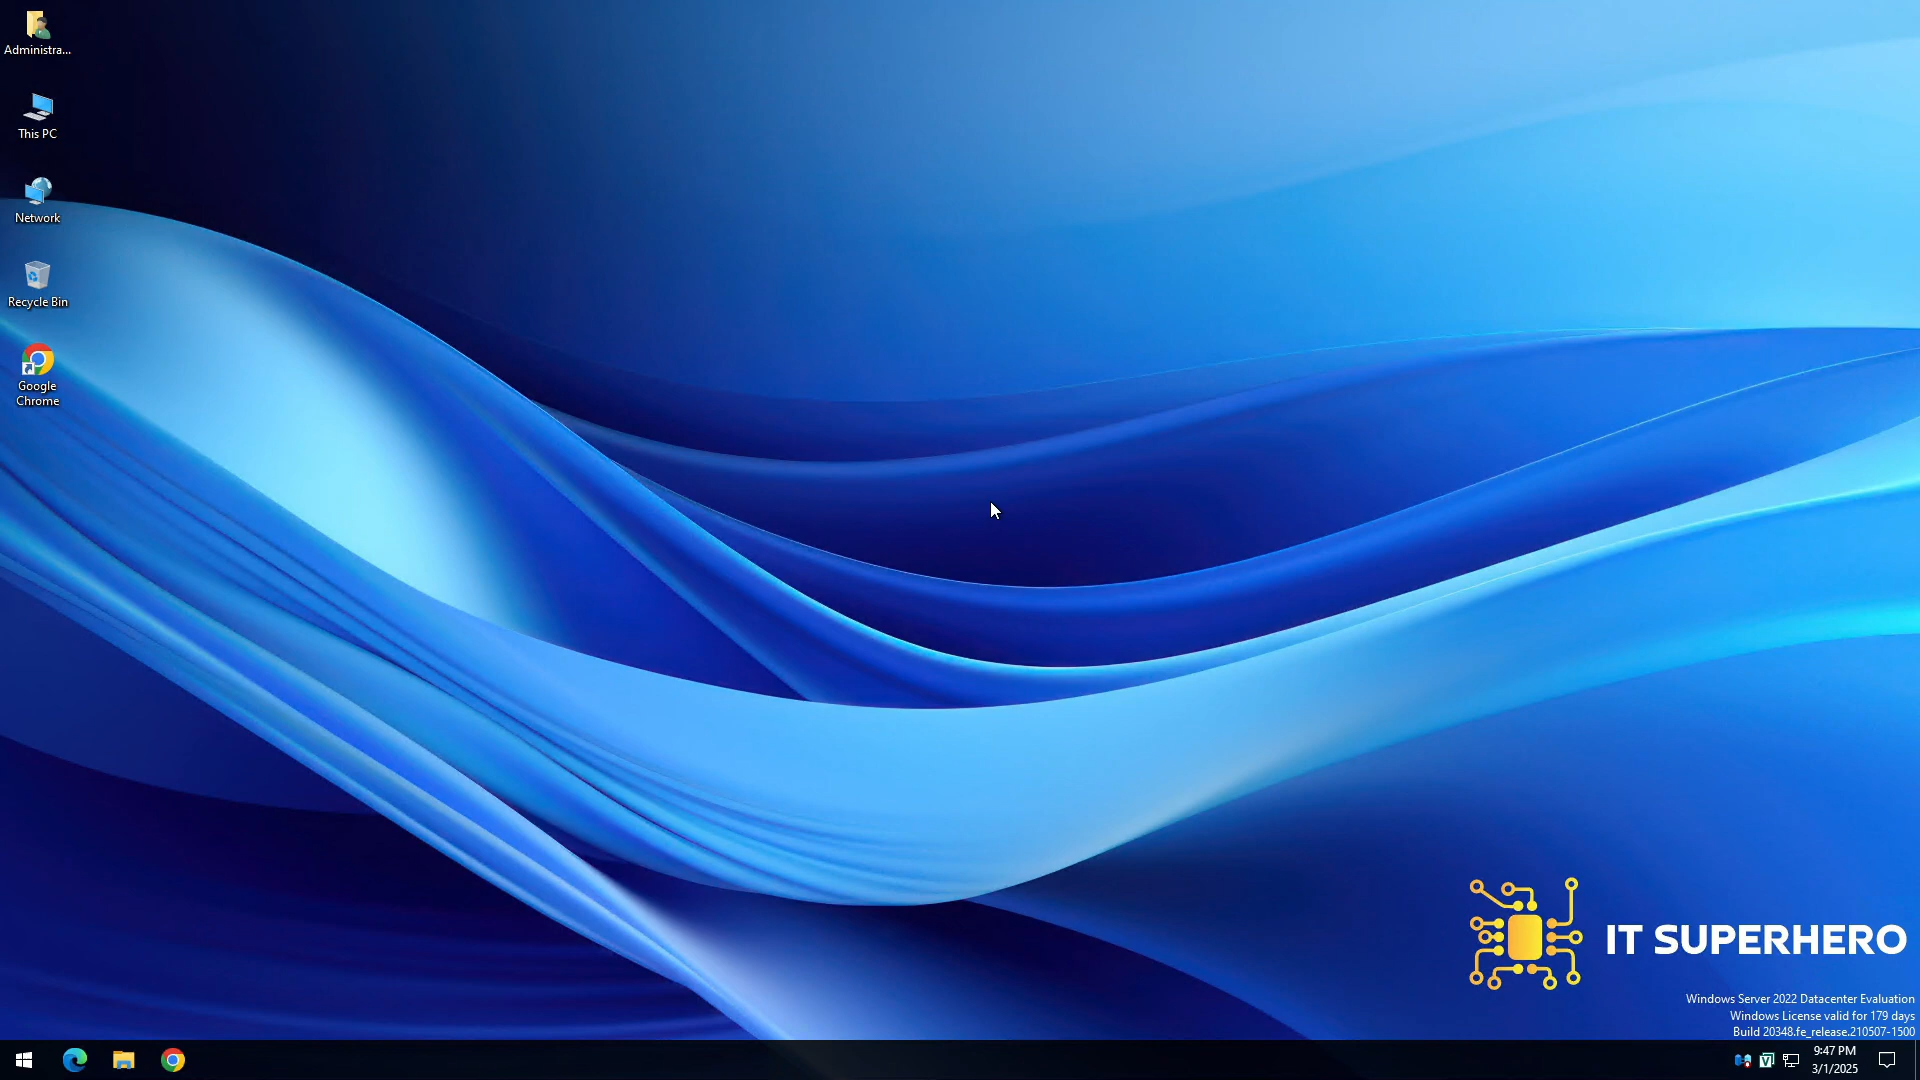 Administra...
This PC
Network
Recycle Bin
Google
Chrome
IT SUPERHERO
Windows Server 2022 Datacenter Evaluation
Windows License valid for 179 days
Build 20348.fe_release.210507-1500
9:47 PM
3/1/2025